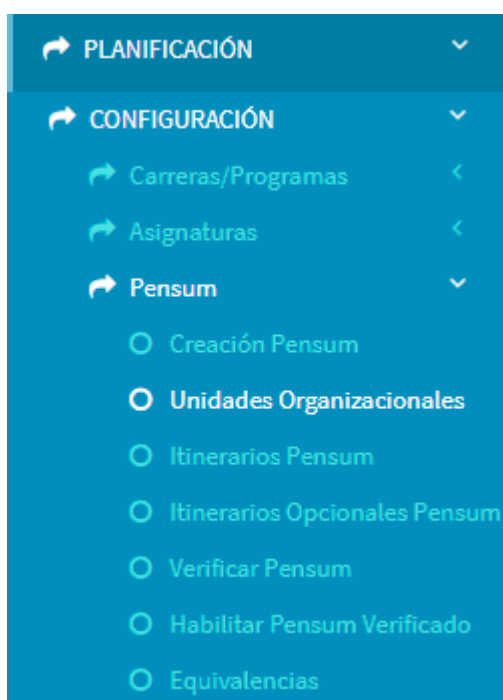 PLANIFICACIÓN
CONFIGURACIÓN
Carreras/Programas
Asignaturas
Pensum
Creación Pensum
Unidades Organizacionales
Itinerarios Pensum
Itinerarios Opcionales Pensum
Verificar Pensum
Habilitar Pensum Verificado
Equivalencias